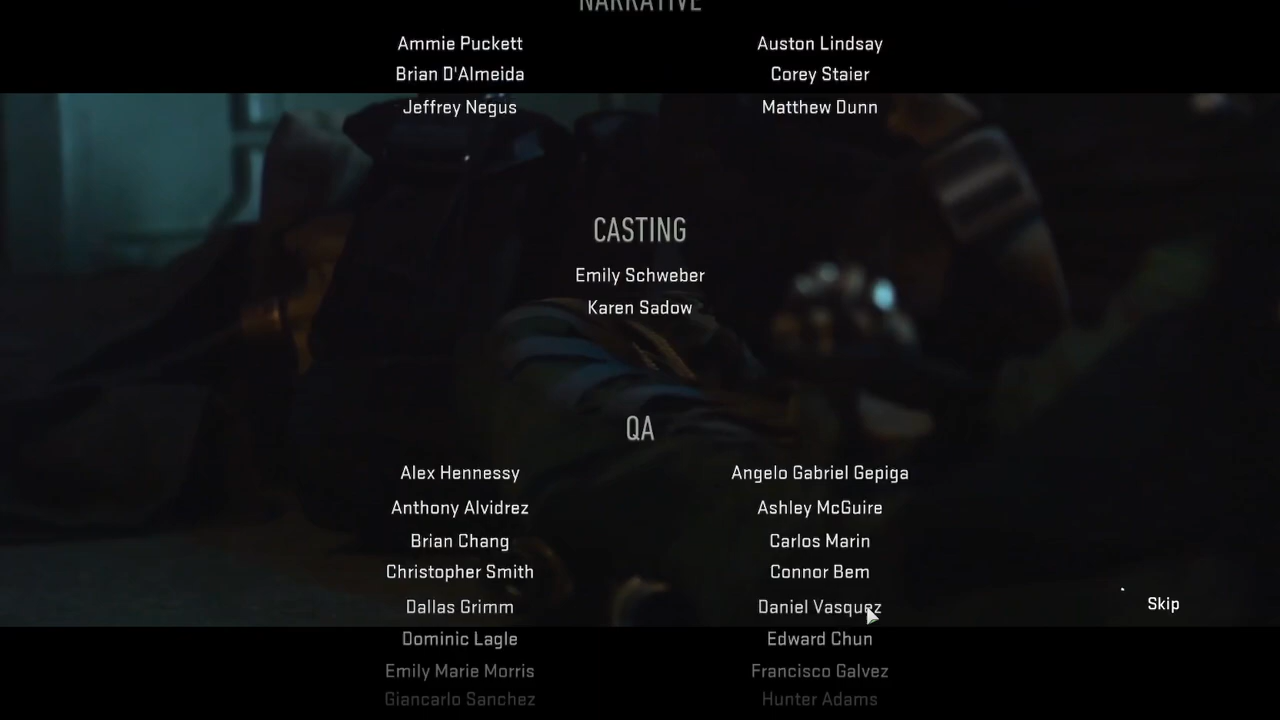 NARRATIVE
Ammie Puckett Auston Lindsay
Brian D'Almeida Corey Staier
Jeffrey Negus Matthew Dunn
CASTING
Emily Schweber
Karen Sadow
QA
Alex Hennessy Angelo Gabriel Gepiga
Anthony Alvidrez Ashley McGuire
Brian Chang Carlos Marin
Christopher Smith Connor Bem
Dallas Grimm Daniel Vasquez
Skip
Dominic Lagle Edward Chun
Emily Marie Morris Francisco Galvez
Giancarlo Sanchez Hunter Adams